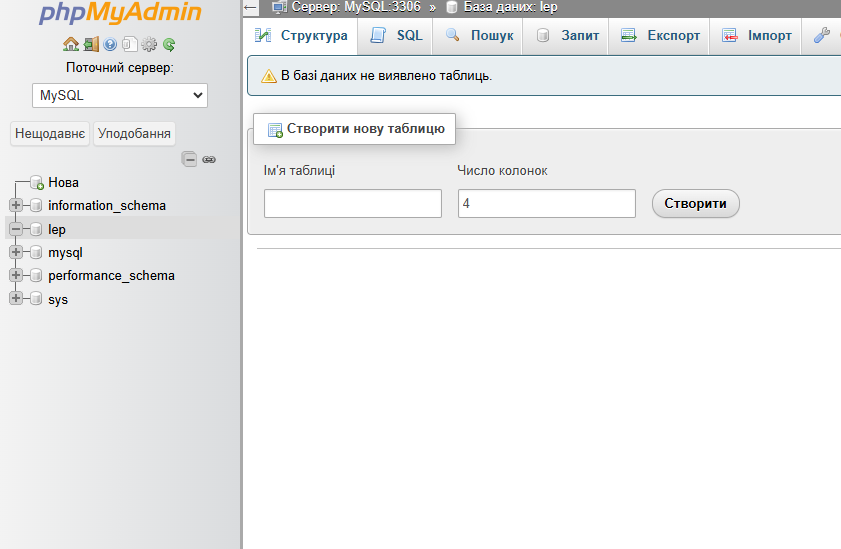 phpMyAdmin
Поточний сервер:
MySQL
Нещодавнє Уподобання
Нова
information_schema
lep
mysql
performance_schema
sys
Сервер: MySQL:3306 » База даних: lep
Структура SQL Пошук Запит Експорт Імпорт
В базі даних не виявлено таблиць.
Створити нову таблицю
Ім'я таблиці Число колонок
4 Створити